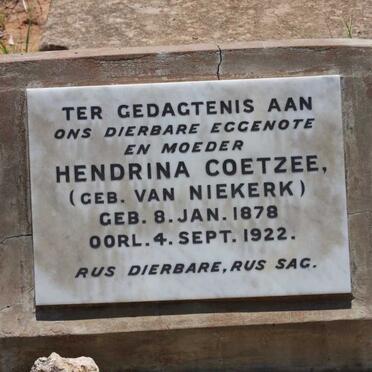 TER GEDAGTENIS AAN
ONS DIERBARE EGGENOTE
EN MOEDER
HENDRINA COETZEE,
(GEB. VAN NIEKERK)
GEB. 8. JAN. 1878
OORL. 4. SEPT. 1922.
RUS DIERBARE, RUS SAG.